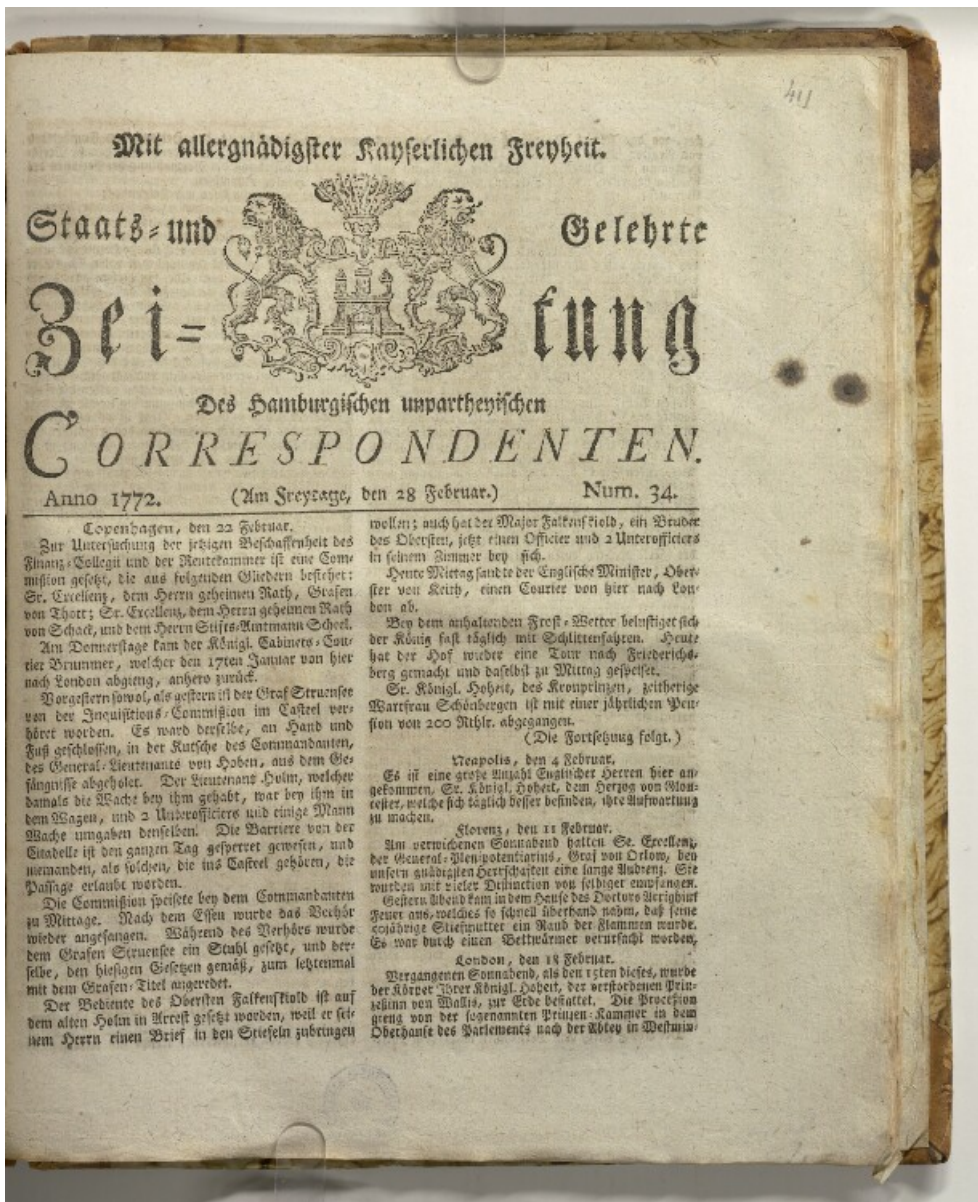 411
Mit allergnädigster Kayserlichen Freyheit.
Staats-und Gelehrte
Zei-tung
Des Hamburgischen unpartheyischen
CORRESPONDENTEN.
Anno 1772. (Am Freytage, den 28 Februar.) Num. 34.
Copenhagen, den 22 Februar.
Zur Untersuchung der jetzigen Beschaffenheit des
Finanz-Collegii und der Rentekammer ist eine Com-
mission gesetzt, die aus folgenden Gliedern bestehet:
Sr. Excellenz, dem Herrn geheimen Rath, Grafen
von Thott; Sr. Excellenz, dem Herrn geheimen Rath
von Schack, und dem Herrn Stifts-Amtmann Scheel.
Am Donnerstage kam der Königl. Cabinets-Cou-
rier Brummer, welcher den 17ten Januar von hier
nach London abgieng, anhero zurück.
Vorgestern sowol, als gestern ist der Graf Struensee
von der Inquisitions-Commißion im Casteel ver-
höret worden. Es ward derselbe, an Hand und
Fuß geschlossen, in der Kutsche des Commandanten,
des General-Lieutenants von Hoben, aus dem Ge-
fängnisse abgeholet. Der Lieutenant Holm, welcher
damals die Wache bey ihm gehabt, war bey ihm in
dem Wagen, und 2 Unterofficiers und einige Mann
Wache umgaben denselben. Die Barriere von der
Citadelle ist den ganzen Tag gesperret gewesen, und
niemanden, als solchen, die ins Castel gehören, die
Passage erlaubt worden.
Die Commißion speisete bey dem Commandanten
zu Mittage. Nach dem Essen wurde das Verhör
wieder angefangen. Während des Verhörs wurde
dem Grafen Struensee ein Stuhl gesetzt, und der-
selbe, den hiesigen Gesetzen gemäß, zum letztenmal
mit dem Grafen-Titel angeredet.
Der Bediente des Obersten Falkenskiold ist auf
dem alten Holm in Arrest gesetzt worden, weil er sei-
nem Herrn einen Brief in den Stiefeln zubringen
wollen; auch hat der Major Falkenskiold, ein Bruder
des Obersten, jetzt einen Officier und 2 Unterofficiers
in seinem Zimmer bey sich.
Heute Mittag sandte der Englische Minister, Ober-
ster von Keith, einen Courier von hier nach Lon-
don ab.
Bey dem anhaltenden Frost-Wetter belustiget sich
der König fast täglich mit Schlittenfahrten. Heute
hat der Hof wieder eine Tour nach Friederichs-
berg gemacht und daselbst zu Mittag gespeiset.
Sr. Königl. Hoheit, des Kronprinzen, zeitherige
Wartfrau Schönbergen ist mit einer jährlichen Pen-
sion von 200 Rthlr. abgegangen.
(Die Fortsetzung folgt.)
Neapolis, den 4 Februar.
Es ist eine große Anzahl Englischer Herren hier an-
gekommen, Sr. Königl. Hoheit, dem Herzog von Glou-
cester, welche sich täglich besser befinden, ihre Aufwartung
zu machen.
Florenz, den 11 Februar.
Am verwichenen Sonnabend hatten Se. Excellenz,
der General-Plenipotentiarius, Graf von Orlow, bey
unsern gnädigsten Herrschaften eine lange Audienz. Sie
wurden mit vieler Distinction von selbiger empfangen.
Gestern Abend kam in dem Hause des Doctors Arrighini
Feuer aus, welches so schnell überhand nahm, daß seine
90jährige Stiefmutter ein Raub der Flammen wurde.
Es war durch einen Bettwärmer verursacht worden,
London, den 18 Februar.
Vergangenen Sonnabend, als den 15ten dieses, wurde
der Körper Ihrer Königl. Hoheit, der verstorbenen Prin-
zeßinn von Wallis, zur Erde bestattet. Die Proceßion
gieng von der sogenannten Prinzen-Kammer in dem
Oberhause des Parlements nach der Abtey in Westmin-